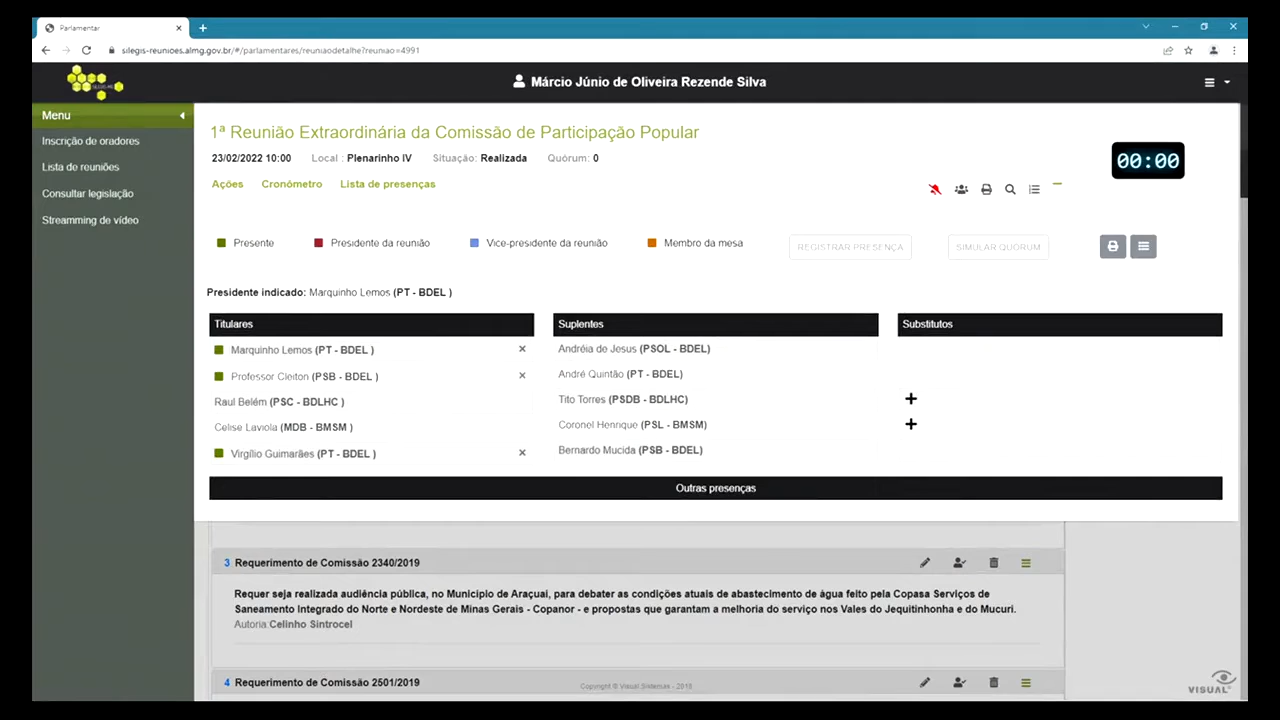 Parlamentar
silegis-reunioes.almg.gov.br/#/parlamentares/reuniaodetalhe?reuniao=4991
Márcio Júnio de Oliveira Rezende Silva
Menu
Inscrição de oradores
Lista de reuniões
Consultar legislação
Streamming de vídeo
1ª Reunião Extraordinária da Comissão de Participação Popular
23/02/2022 10:00 Local : Plenarinho IV Situação: Realizada Quórum: 0
00:00
Ações Cronômetro Lista de presenças
Presente Presidente da reunião Vice-presidente da reunião Membro da mesa REGISTRAR PRESENÇA SIMULAR QUORUM
Presidente indicado: Marquinho Lemos (PT - BDEL )
Titulares Suplentes Substitutos
Marquinho Lemos (PT - BDEL ) Andréia de Jesus (PSOL - BDEL)
Professor Cleiton (PSB - BDEL ) André Quintão (PT - BDEL)
Raul Belém (PSC - BDLHC ) Tito Torres (PSDB - BDLHC)
Celise Laviola (MDB - BMSM ) Coronel Henrique (PSL - BMSM)
Virgílio Guimarães (PT - BDEL ) Bernardo Mucida (PSB - BDEL)
Outras presenças
3 Requerimento de Comissão 2340/2019
Requer seja realizada audiência pública, no Município de Araçuaí, para debater as condições atuais de abastecimento de água feito pela Copasa Serviços de
Saneamento Integrado do Norte e Nordeste de Minas Gerais - Copanor - e propostas que garantam a melhoria do serviço nos Vales do Jequitinhonha e do Mucuri.
Autoria Celinho Sintrocel
4 Requerimento de Comissão 2501/2019
Copyright © Visual Sistemas - 2013
VISUAL